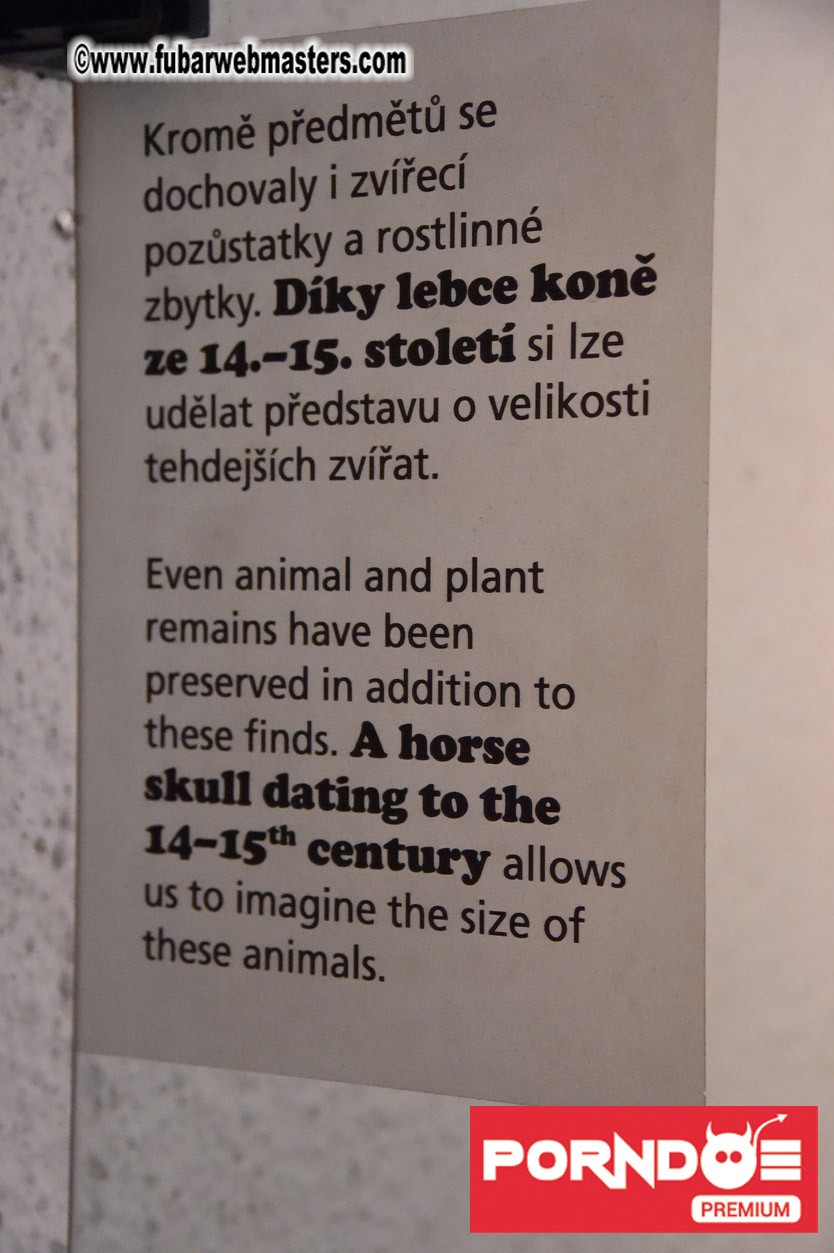 ©www.fubarwebmasters.com
Kromě předmětů se
dochovaly i zvířecí
pozůstatky a rostlinné
zbytky. Díky lebce koně
ze 14.–15. století si lze
udělat představu o velikosti
tehdejších zvířat.
Even animal and plant
remains have been
preserved in addition to
these finds. A horse
skull dating to the
14–15th century allows
us to imagine the size of
these animals.
PORNDOE
PREMIUM